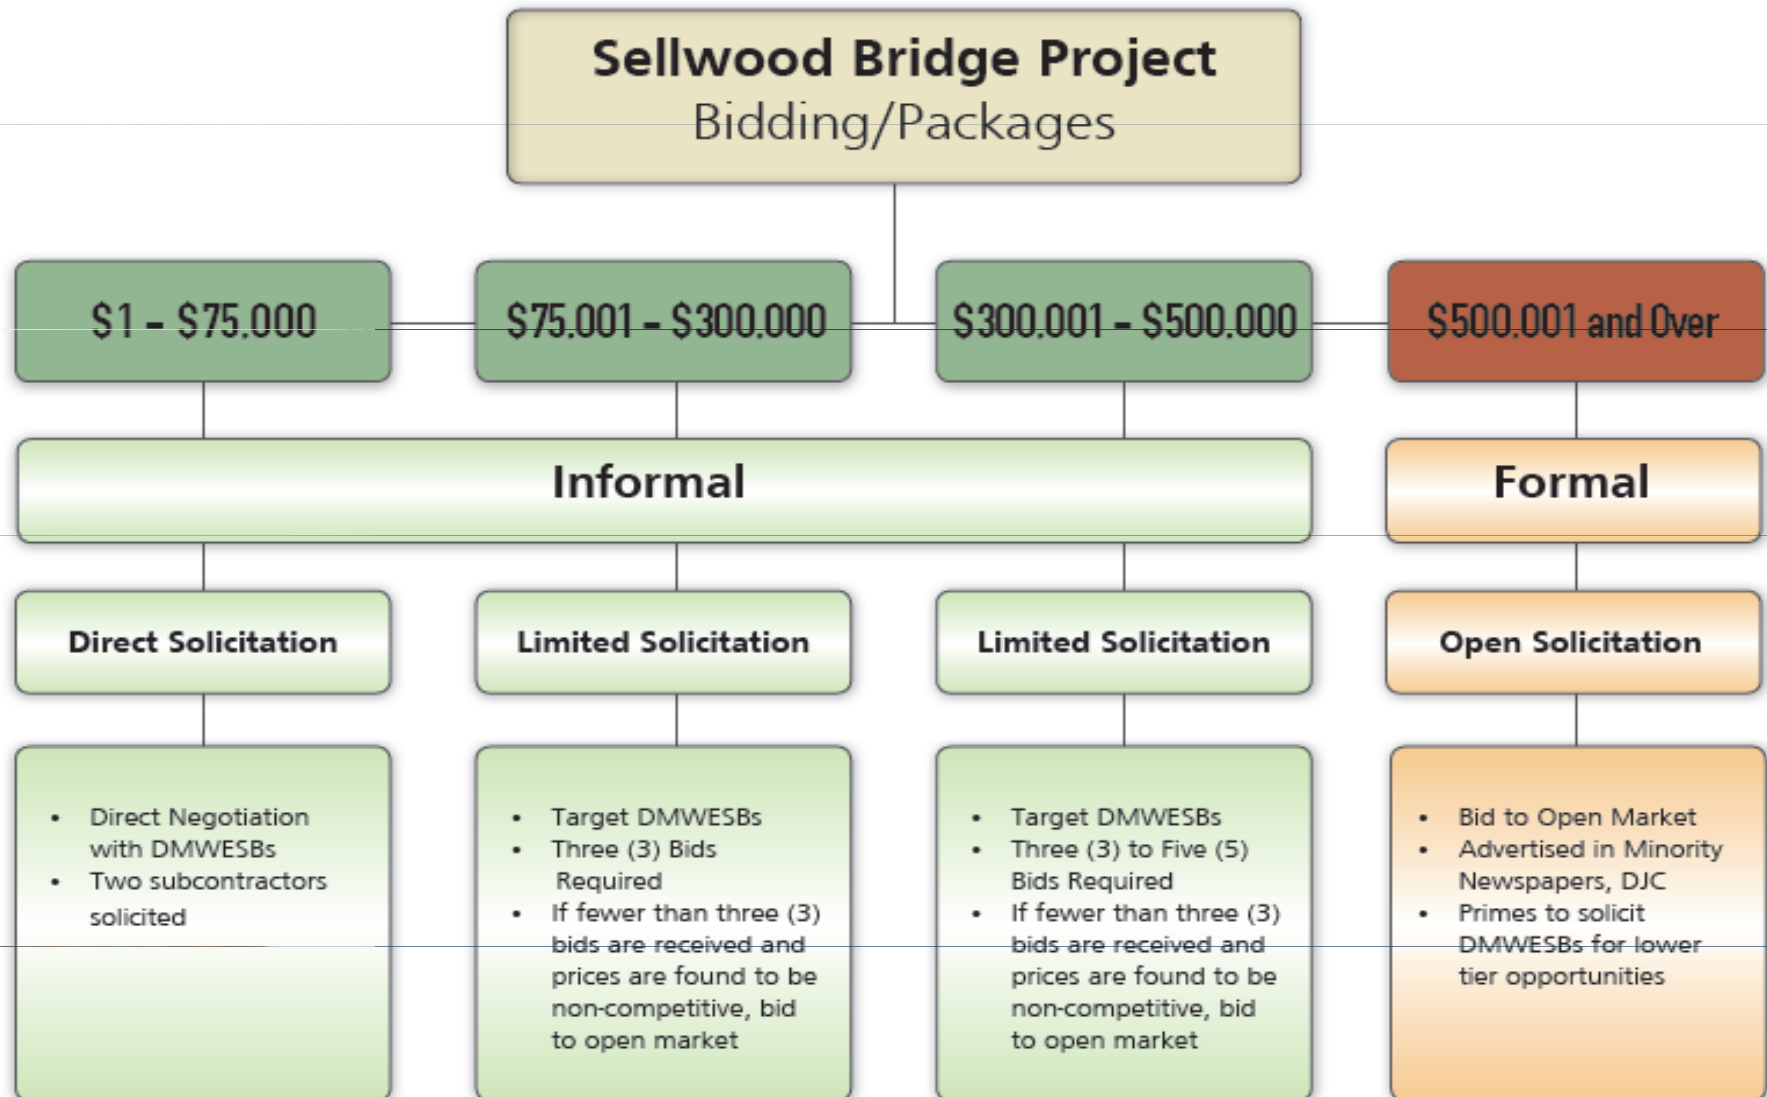 Sellwood Bridge Project
Bidding/Packages
$1 – $75,000
$75,001 – $300,000
$300,001 – $500,000
$500,001 and Over
Informal
Formal
Direct Solicitation
Limited Solicitation
Limited Solicitation
Open Solicitation
• Direct Negotiation
with DMWESBs
• Two subcontractors
solicited
• Target DMWESBs
• Three (3) Bids
Required
• If fewer than three (3)
bids are received and
prices are found to be
non-competitive, bid
to open market
• Target DMWESBs
• Three (3) to Five (5)
Bids Required
• If fewer than three (3)
bids are received and
prices are found to be
non-competitive, bid
to open market
• Bid to Open Market
• Advertised in Minority
Newspapers, DJC
• Primes to solicit
DMWESBs for lower
tier opportunities